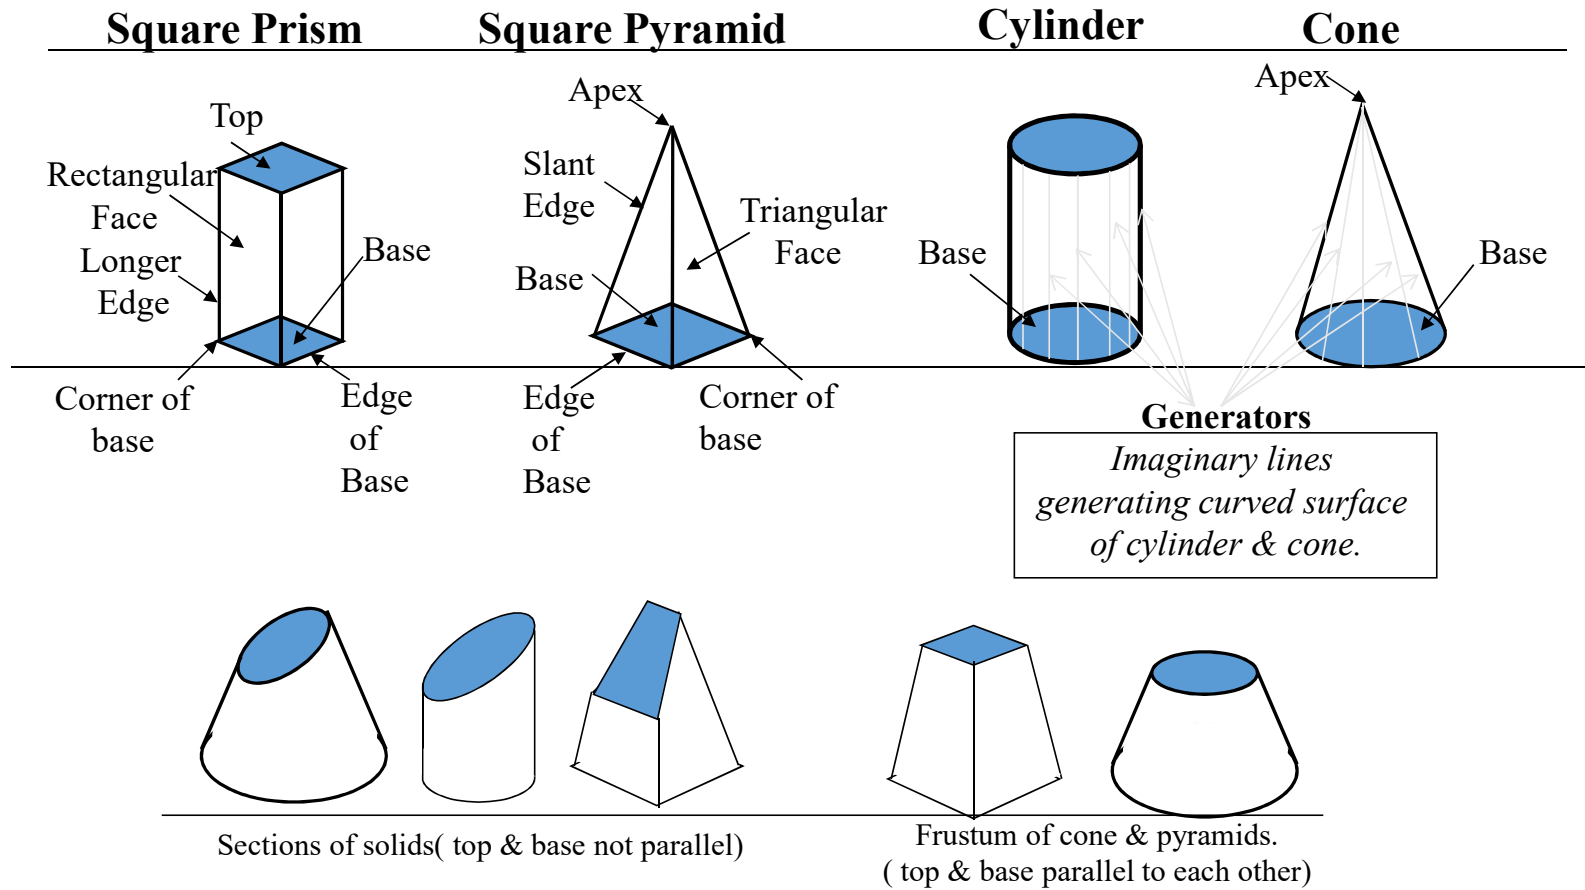 Square Prism
Square Pyramid
Cylinder
Cone
Top
Rectangular
Face
Longer
Edge
Base
Corner of
base
Edge
of
Base
Apex
Slant
Edge
Triangular
Face
Base
Edge
of
Base
Corner of
base
Base
Apex
Base
Generators
Imaginary lines
generating curved surface
of cylinder & cone.
Sections of solids( top & base not parallel)
Frustum of cone & pyramids.
( top & base parallel to each other)